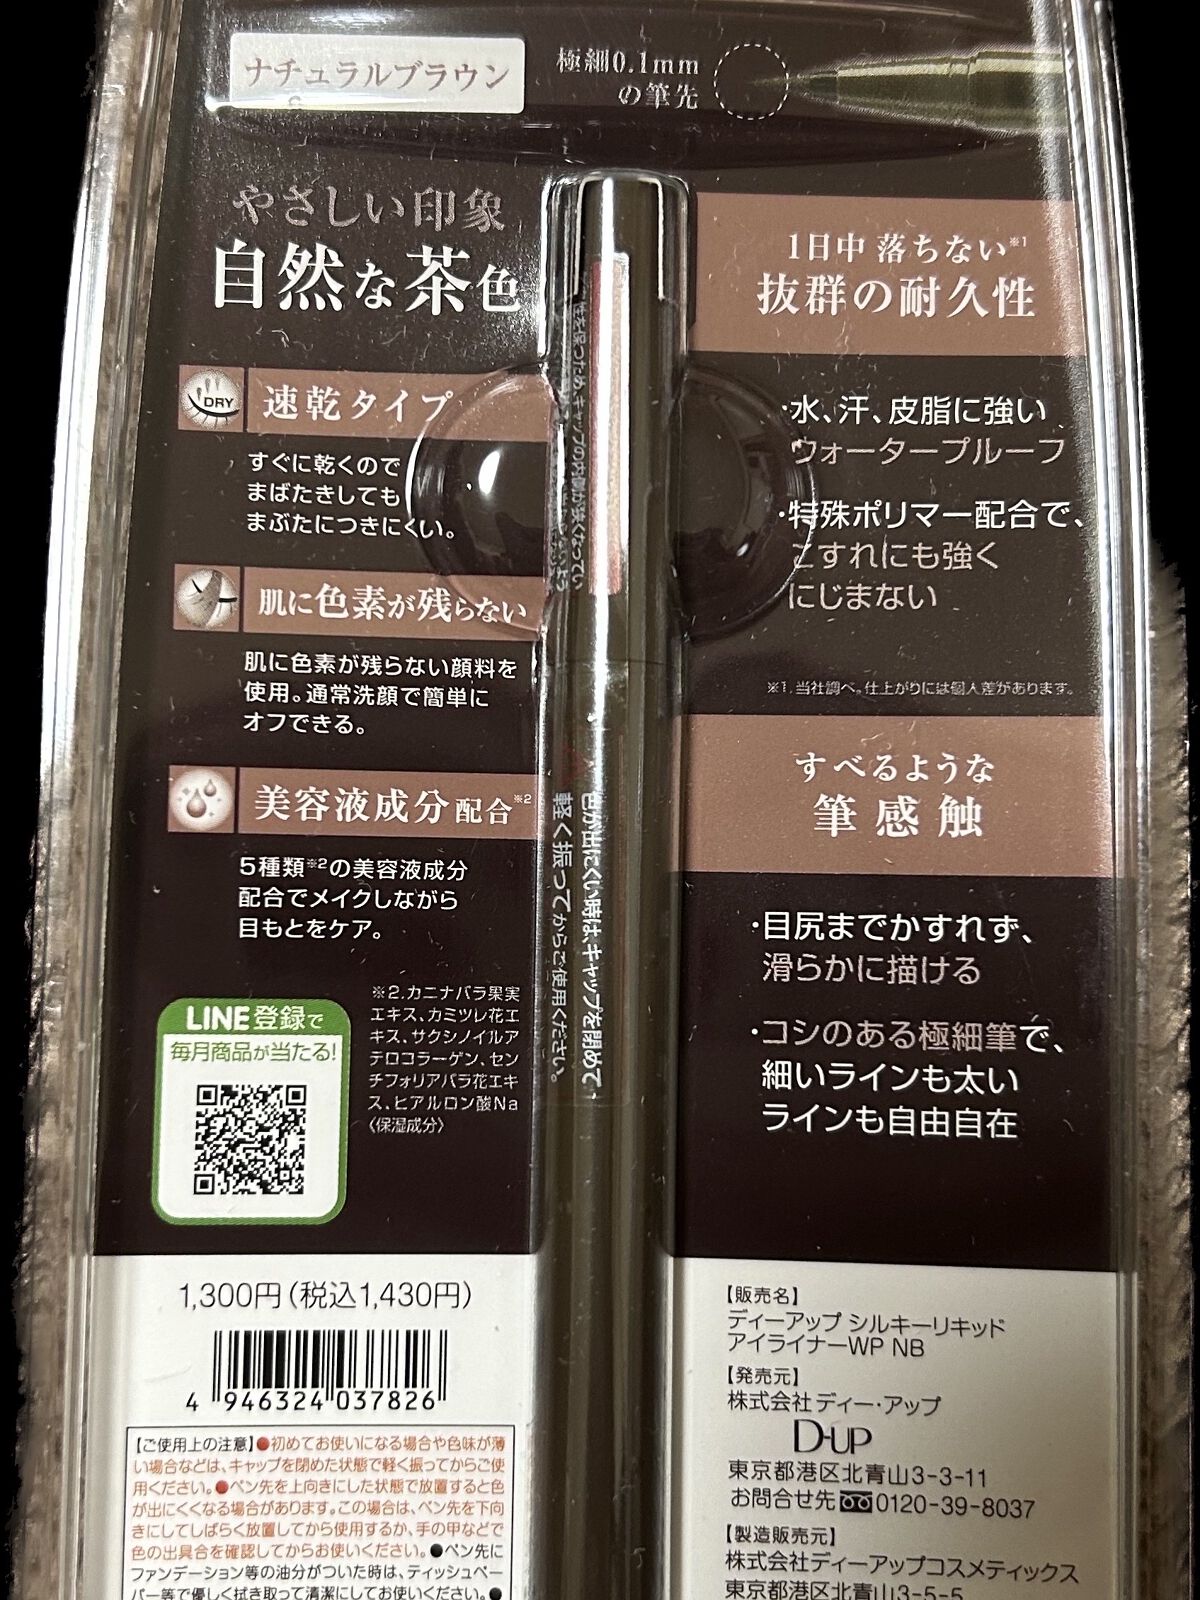 ナチュラルブラウン
極細0.1mm
の筆先
やさしい印象
自然な茶色
DRY
速乾タイプ
すぐに乾くので
まばたきしても
まぶたにつきにくい。
肌に色素が残らない
肌に色素が残らない顔料を
使用。通常洗顔で簡単に
オフできる。
美容液成分配合※2
5種類※2の美容液成分
配合でメイクしながら
目もとをケア。
※2.カニナバラ果実
エキス、カミツレ花エ
キス、サクシノイルア
テロコラーゲン、セン
チフォリアバラ花エキ
ス、ヒアルロン酸Na
〈保湿成分〉
LINE登録で
毎月商品が当たる!
色が出にくい時は、キャップを閉めて
軽く振ってからご使用ください。
1日中 落ちない※1
抜群の耐久性
・水、汗、皮脂に強い
ウォータープルーフ
・特殊ポリマー配合で、
こすれにも強く
にじまない
※1.当社調べ。仕上がりには個人差があります。
すべるような
筆感触
・目尻までかすれず、
滑らかに描ける
・コシのある極細筆で、
細いラインも太い
ラインも自由自在
1,300円(税込1,430円)
4 946324 037826
【ご使用上の注意】●初めてお使いになる場合や色味が薄
い場合などは、キャップを閉めた状態で軽く振ってからご使
用ください。●ペン先を上向きにした状態で放置すると色
が出にくくなる場合があります。この場合は、ペン先を下向
きにしてしばらく放置してから使用するか、手の甲などで
色の出具合を確認してからお使いください。●ペン先に
ファンデーション等の油分がついた時は、ティッシュペー
パー等で優しく拭き取って清潔にしてお使いください。●
【販売名】
ディーアップ シルキーリキッド
アイライナーWP NB
【発売元】
株式会社ディー・アップ
D-UP
東京都港区北青山3-3-11
お問合せ先 0120-39-8037
【製造販売元】
株式会社ディーアップコスメティックス
東京都港区北青山3-5-5